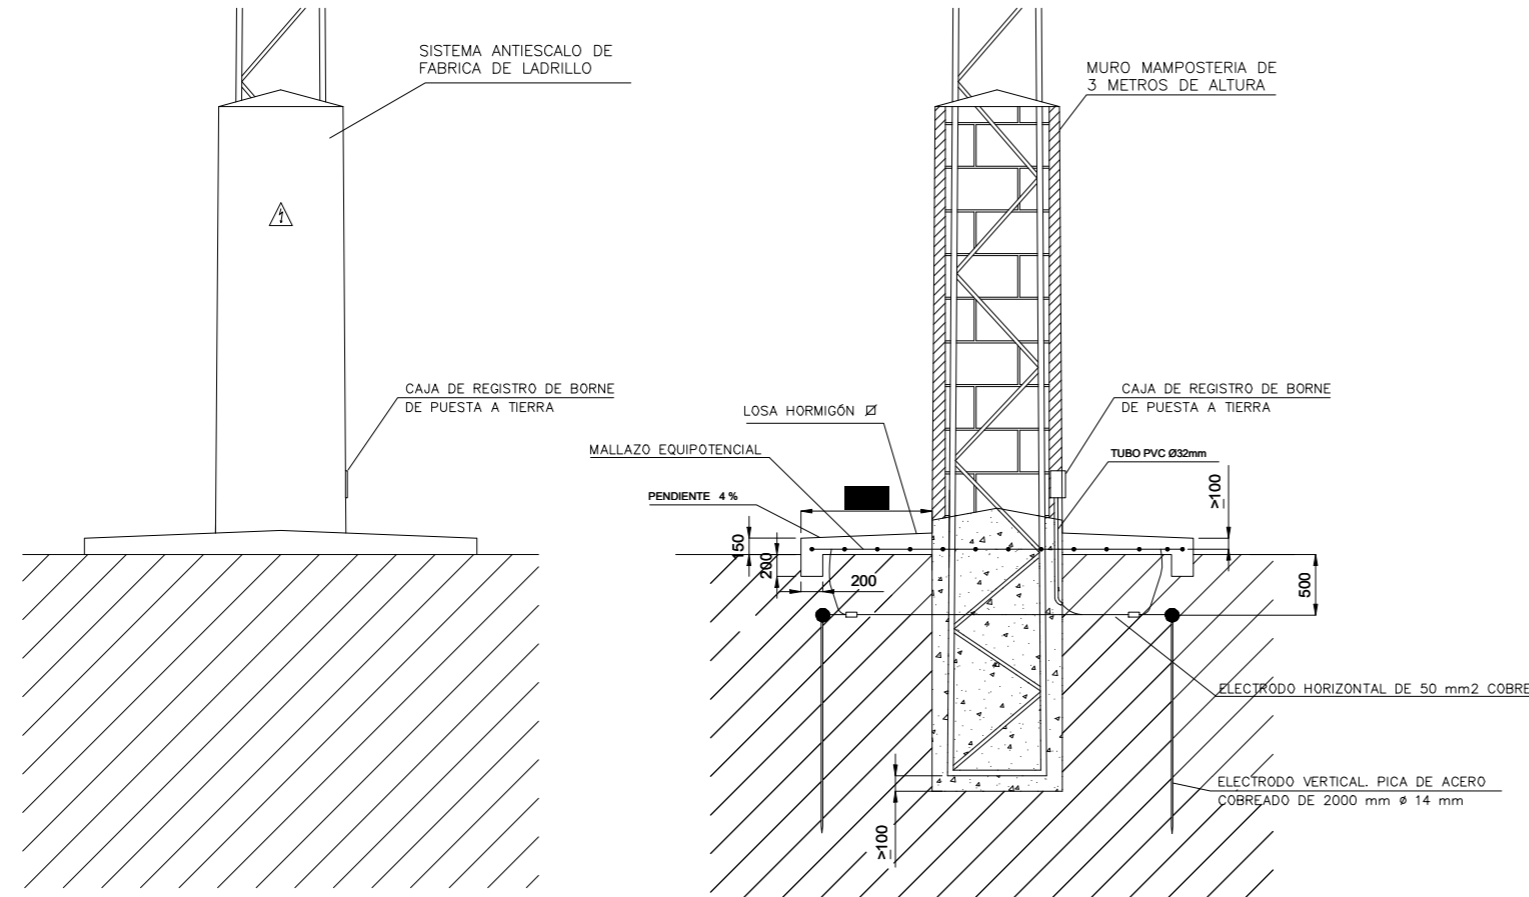 SISTEMA ANTIESCALO DE
FABRICA DE LADRILLO
CAJA DE REGISTRO DE BORNE
DE PUESTA A TIERRA
MURO MAMPOSTERIA DE
3 METROS DE ALTURA
CAJA DE REGISTRO DE BORNE
DE PUESTA A TIERRA
LOSA HORMIGÓN
MALLAZO EQUIPOTENCIAL
TUBO PVC Ø32mm
PENDIENTE 4 %
≥100
150
200
200
500
ELECTRODO HORIZONTAL DE 50 mm2 COBRE
ELECTRODO VERTICAL. PICA DE ACERO
COBREADO DE 2000 mm ø 14 mm
≥100